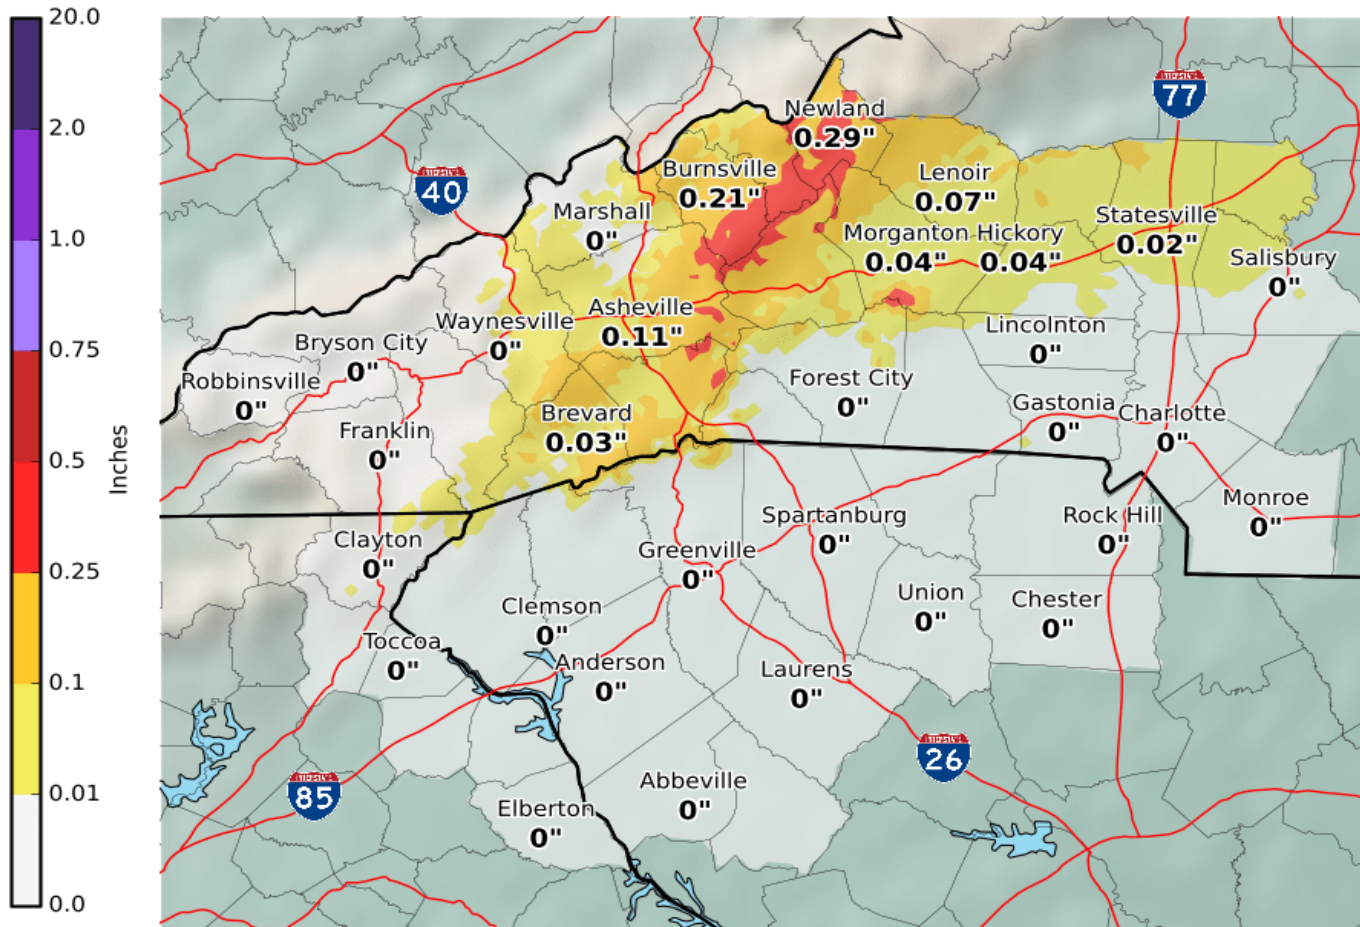 20.0
2.0
1.0
0.75
0.5
0.25
0.1
0.01
0.0
Inches
77
40
85
26
Newland
0.29"
Burnsville
0.21"
Lenoir
0.07"
Marshall
0"
Statesville
0.02"
Morganton
0.04"
Hickory
0.04"
Salisbury
0"
Asheville
0.11"
Waynesville
0"
Lincolnton
0"
Bryson City
0"
Robbinsville
0"
Forest City
0"
Brevard
0.03"
Gastonia
0"
Charlotte
0"
Franklin
0"
Monroe
0"
Spartanburg
0"
Rock Hill
0"
Clayton
0"
Greenville
0"
Clemson
0"
Union
0"
Chester
0"
Toccoa
0"
Anderson
0"
Laurens
0"
Abbeville
0"
Elberton
0"